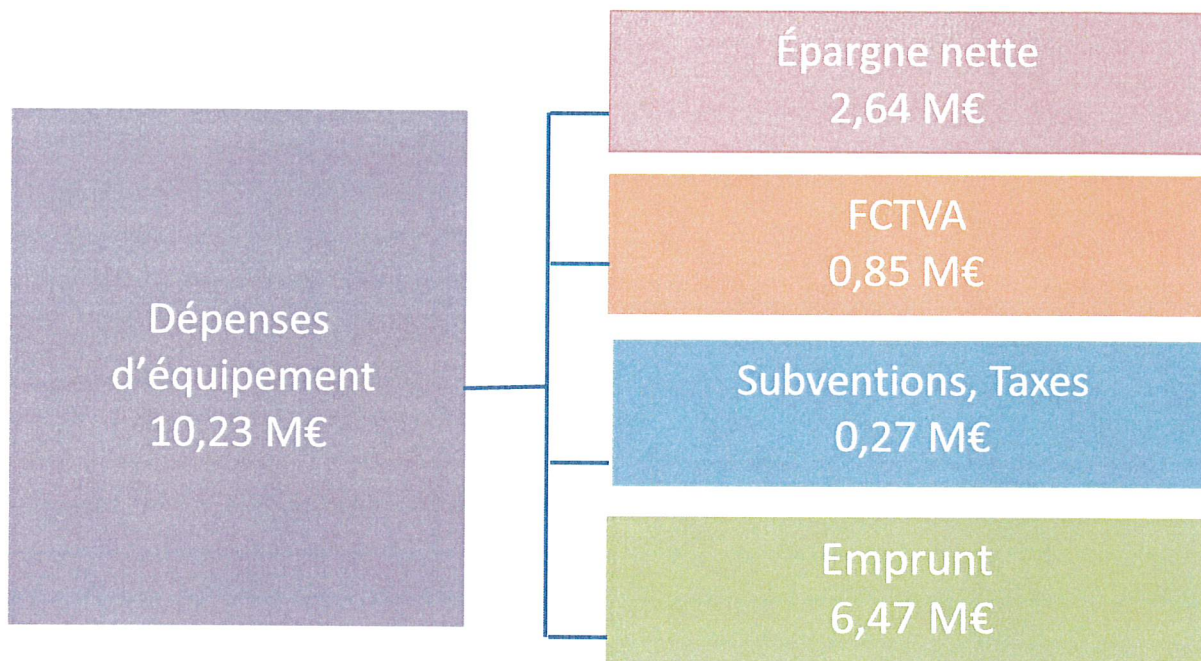 Dépenses
d'équipement
10,23 M€
Épargne nette
2,64 M€
FCTVA
0,85 M€
Subventions, Taxes
0,27 M€
Emprunt
6,47 M€